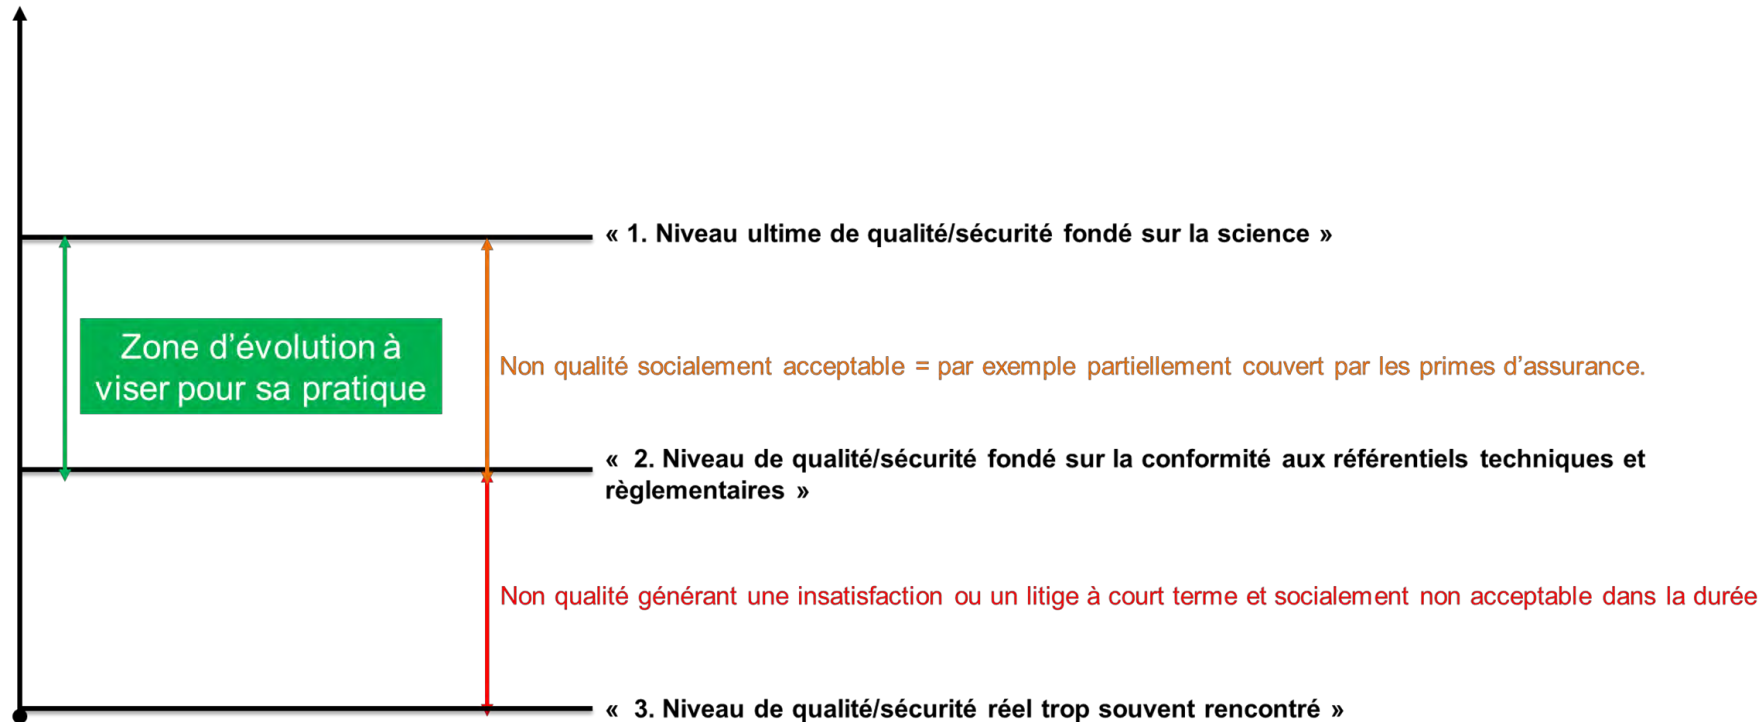 « 1. Niveau ultime de qualité/sécurité fondé sur la science »
Zone d’évolution à
viser pour sa pratique
Non qualité socialement acceptable = par exemple partiellement couvert par les primes d’assurance.
« 2. Niveau de qualité/sécurité fondé sur la conformité aux référentiels techniques et
règlementaires »
Non qualité générant une insatisfaction ou un litige à court terme et socialement non acceptable dans la durée
« 3. Niveau de qualité/sécurité réel trop souvent rencontré »